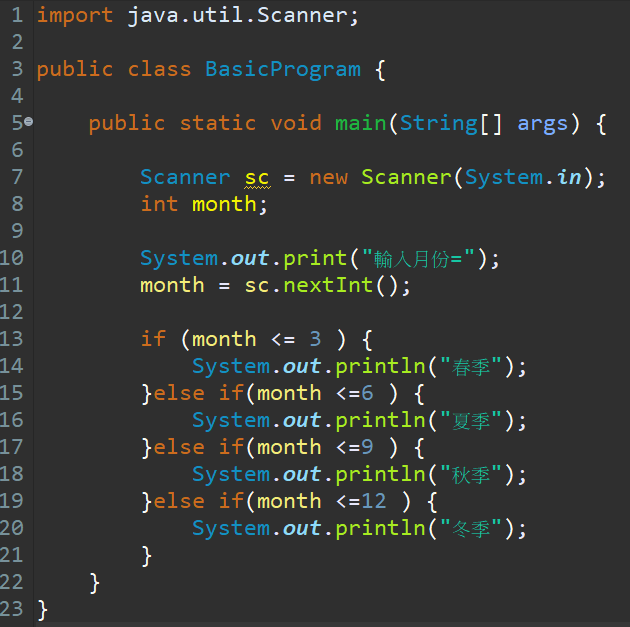 1 import java.util.Scanner;
2
3 public class BasicProgram {
4
5 public static void main(String[] args) {
6
7 Scanner sc = new Scanner(System.in);
8 int month;
9
10 System.out.print("輸入月份=");
11 month = sc.nextInt();
12
13 if (month <= 3 ) {
14 System.out.println("春季");
15 }else if(month <=6 ) {
16 System.out.println("夏季");
17 }else if(month <=9 ) {
18 System.out.println("秋季");
19 }else if(month <=12 ) {
20 System.out.println("冬季");
21 }
22 }
23 }